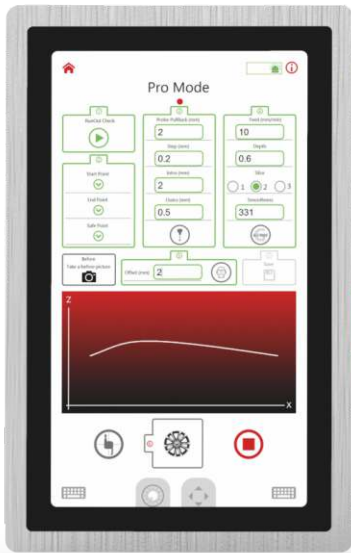 Pro Mode
RunOut Check
Start Point
End Point
Safe Point
Probe Pullback (mm)
2
Step (mm)
0.2
Intro (mm)
2
Outro (mm)
0.5
Feed (mm/min)
10
Depth
0.6
Slice
1 2 3
Smoothness
331
Before
Take a before picture
Offset (mm)
2
Save
Z
X